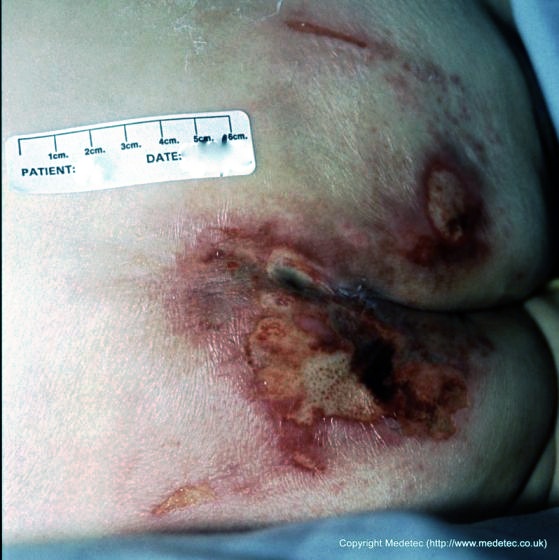 1cm. 2cm. 3cm. 4cm. 5cm. 6cm.
PATIENT: DATE:
Copyright Medetec (http://www.medetec.co.uk)